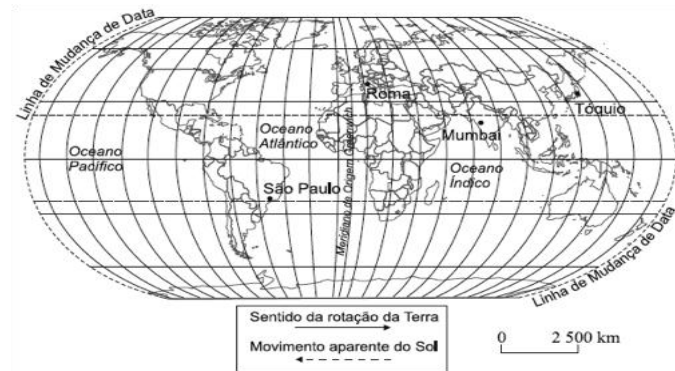 Linha de Mudança de Data
Roma
Tóquio
Mumbai
Oceano
Atlântico
Oceano
Pacífico
Oceano
Índico
São Paulo
Meridiano de Origem Greenwich
Linha de Mudança de Data
Sentido da rotação da Terra
Movimento aparente do Sol
0 2 500 km